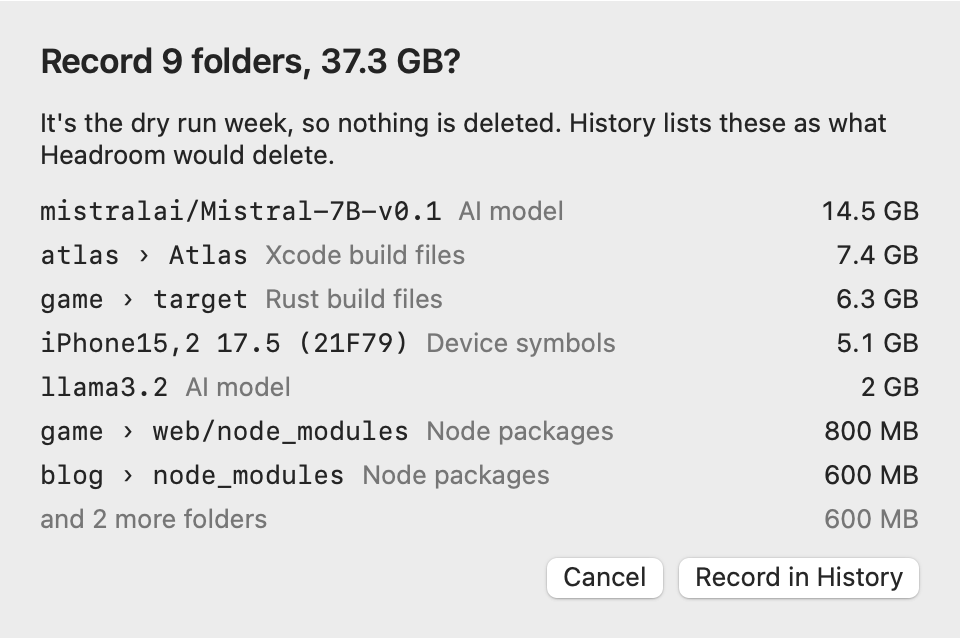 Record 9 folders, 37.3 GB?
It's the dry run week, so nothing is deleted. History lists these as what
Headroom would delete.
mistralai/Mistral-7B-v0.1 AI model 14.5 GB
atlas › Atlas Xcode build files 7.4 GB
game › target Rust build files 6.3 GB
iPhone15,2 17.5 (21F79) Device symbols 5.1 GB
llama3.2 AI model 2 GB
game › web/node_modules Node packages 800 MB
blog › node_modules Node packages 600 MB
and 2 more folders 600 MB
Cancel Record in History